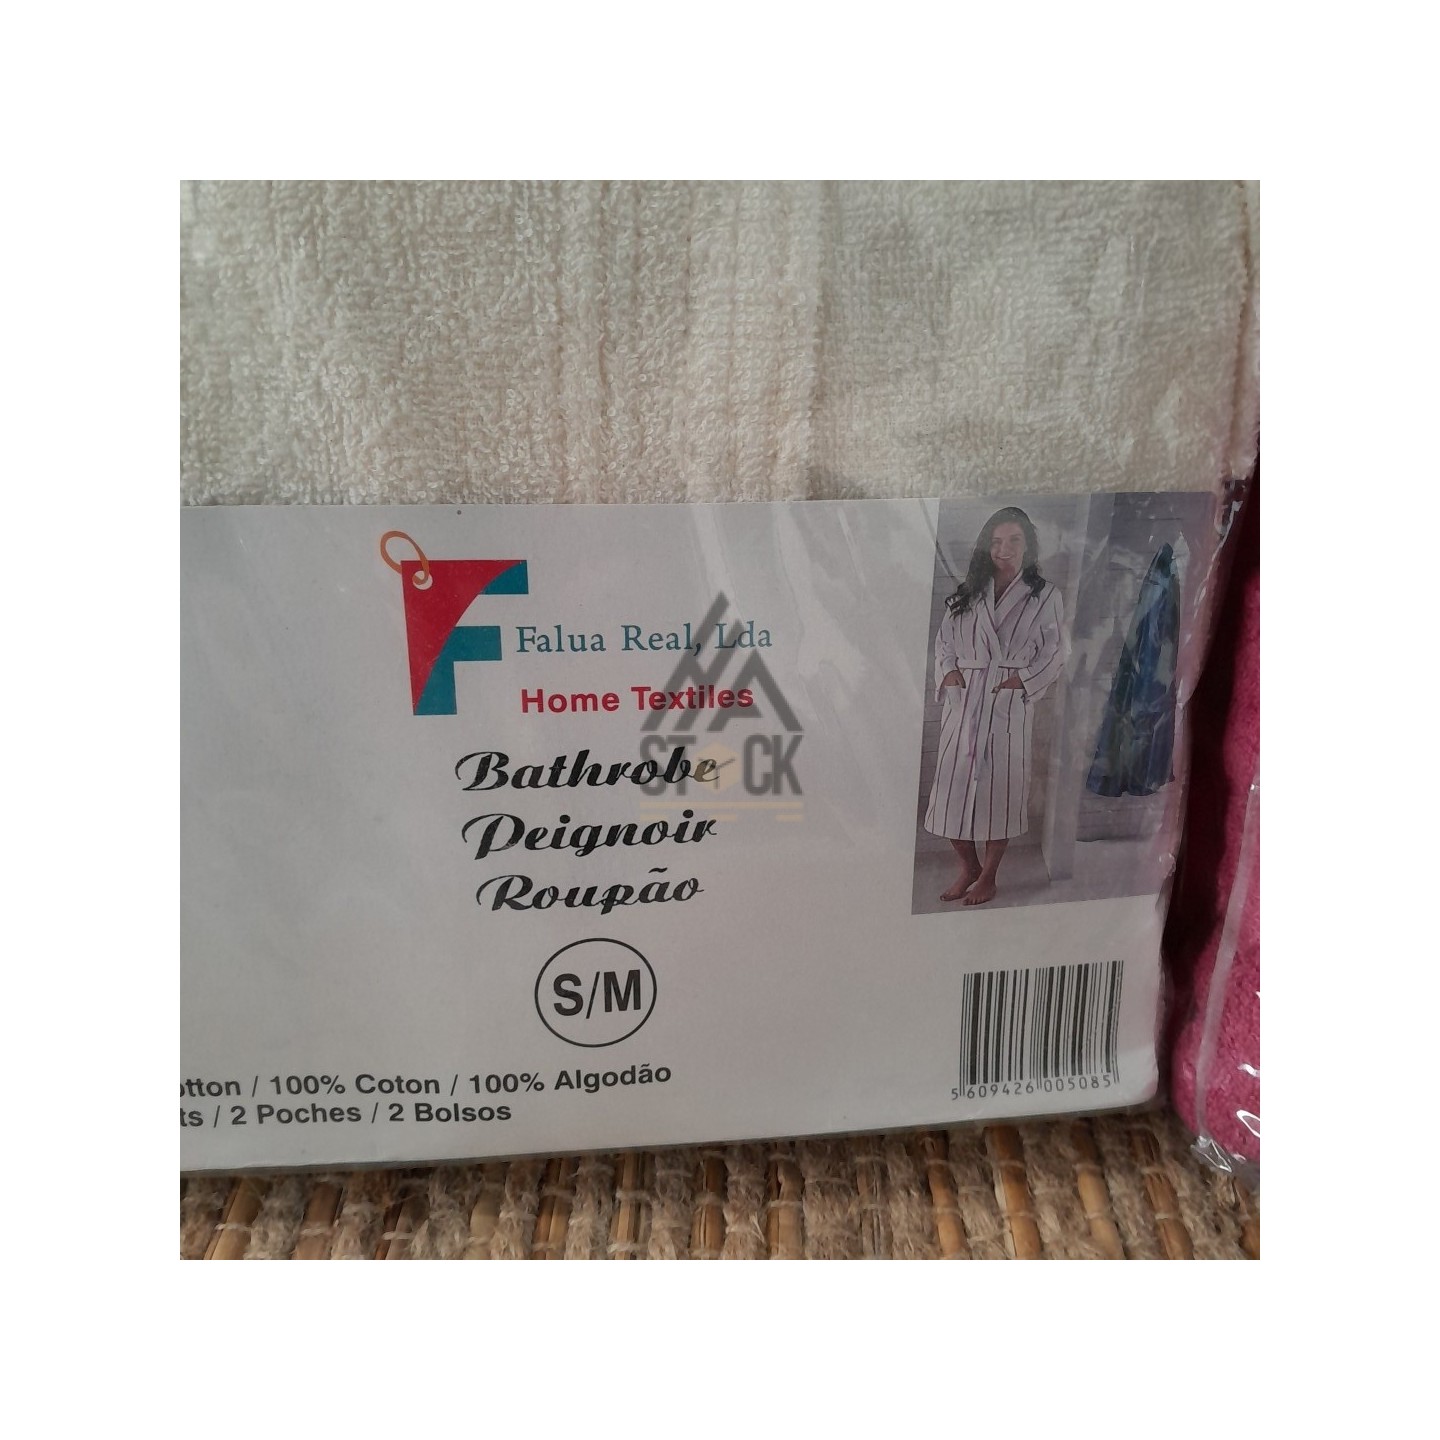 Falua Real, Lda
Home Textiles
Bathrobe
Peignoir
Roupão
S/M
otton / 100% Coton / 100% Algodão
ts / 2 Poches / 2 Bolsos
5 609426 005085
STOCK